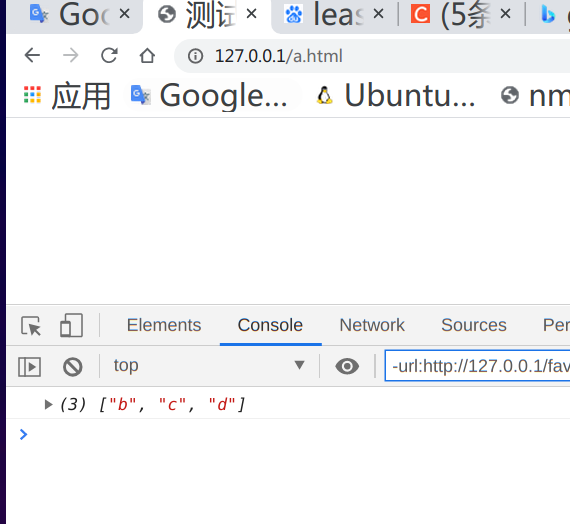 Goo 测试 leas (5条 g
127.0.0.1/a.html
应用 Google... Ubuntu... nm
Elements Console Network Sources Per
top -url:http://127.0.0.1/fav
(3) ["b", "c", "d"]